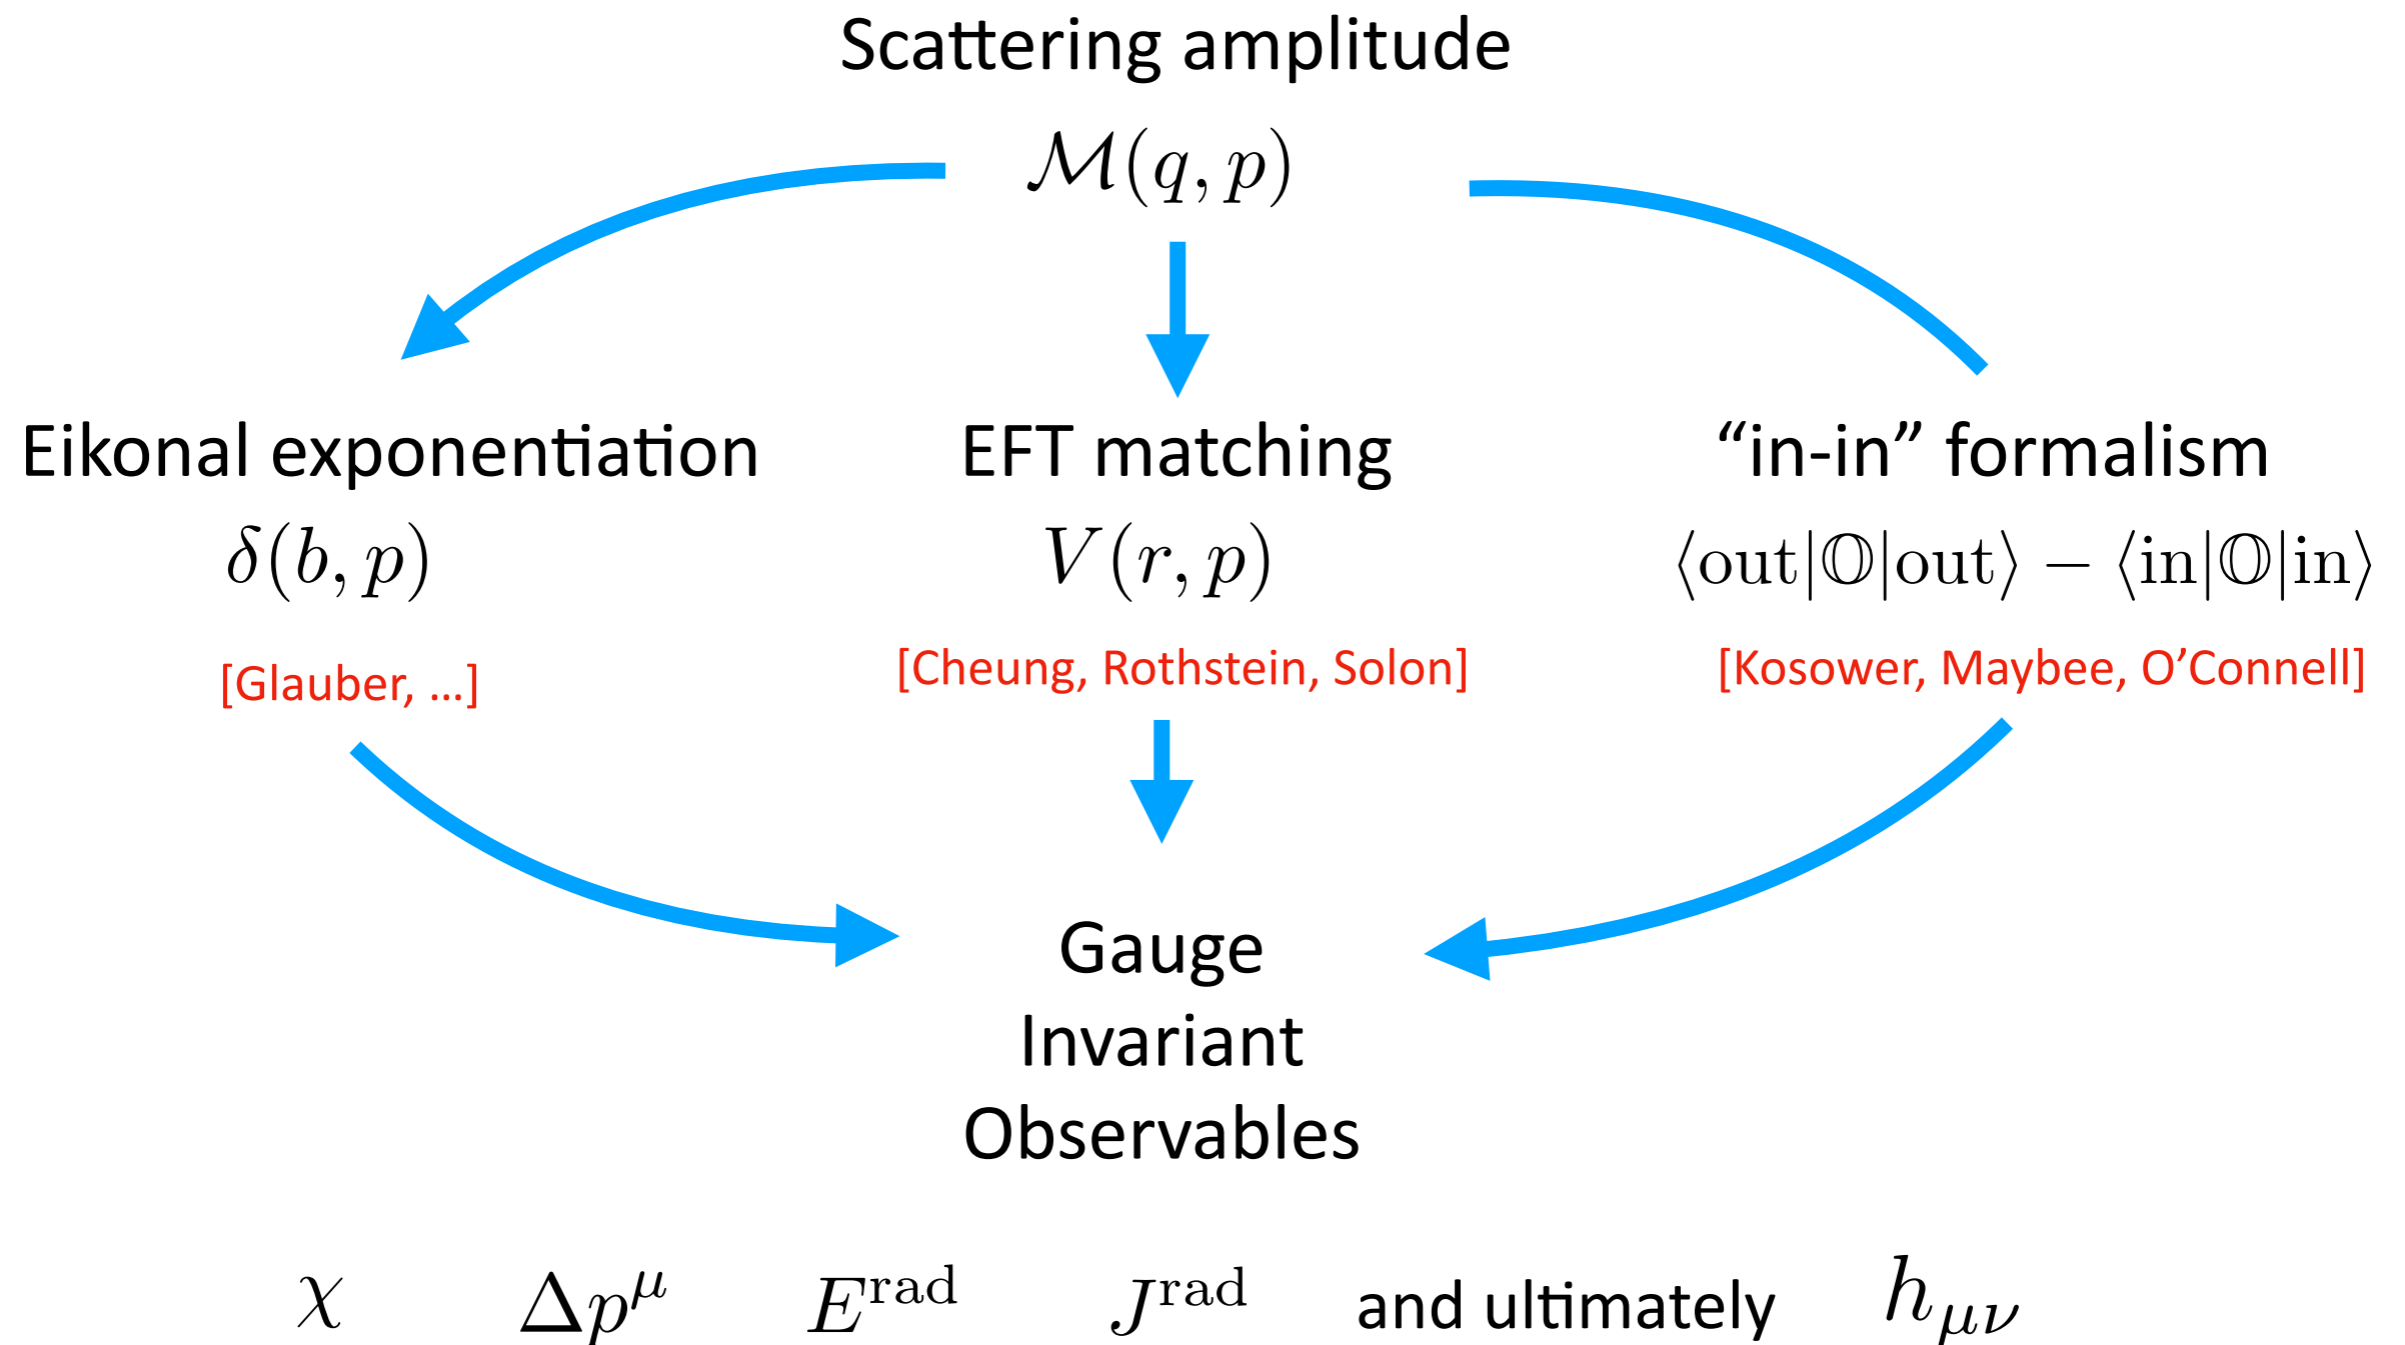 Scattering amplitude
ℳ(q, p)
Eikonal exponentiation
δ(b, p)
[Glauber, …]
EFT matching
V(r, p)
[Cheung, Rothstein, Solon]
“in-in” formalism
⟨out|𝕆|out⟩ − ⟨in|𝕆|in⟩
[Kosower, Maybee, O’Connell]
Gauge
Invariant
Observables
χ Δp^μ E^rad J^rad and ultimately h_μν